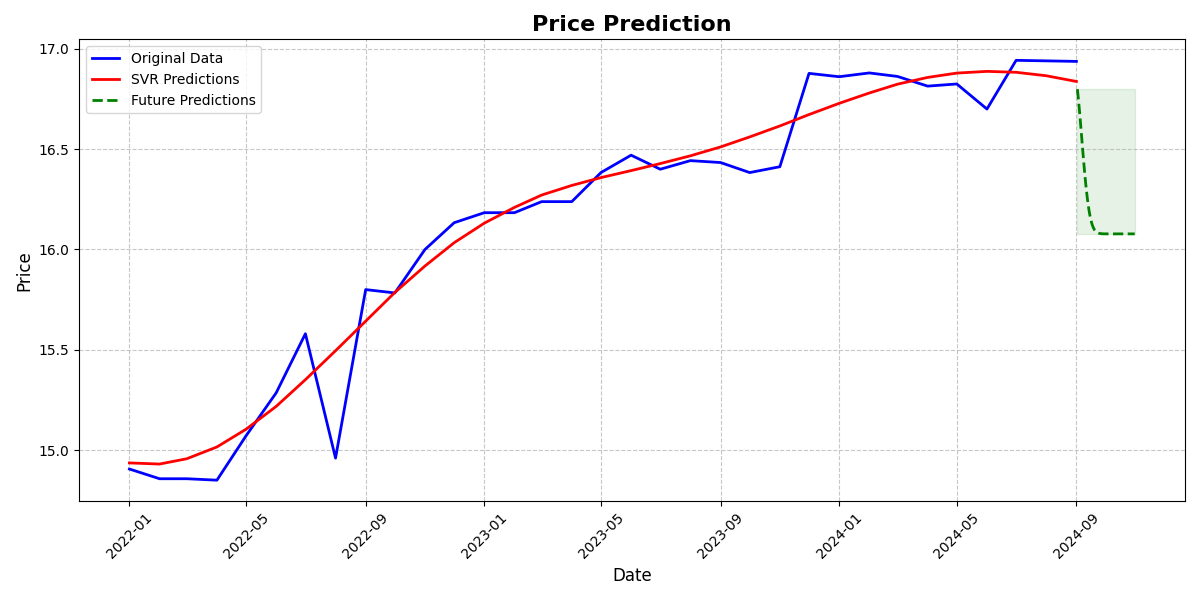 Price Prediction
Original Data
SVR Predictions
Future Predictions
17.0
16.5
16.0
15.5
15.0
Price
2022-01
2022-05
2022-09
2023-01
2023-05
2023-09
2024-01
2024-05
2024-09
Date